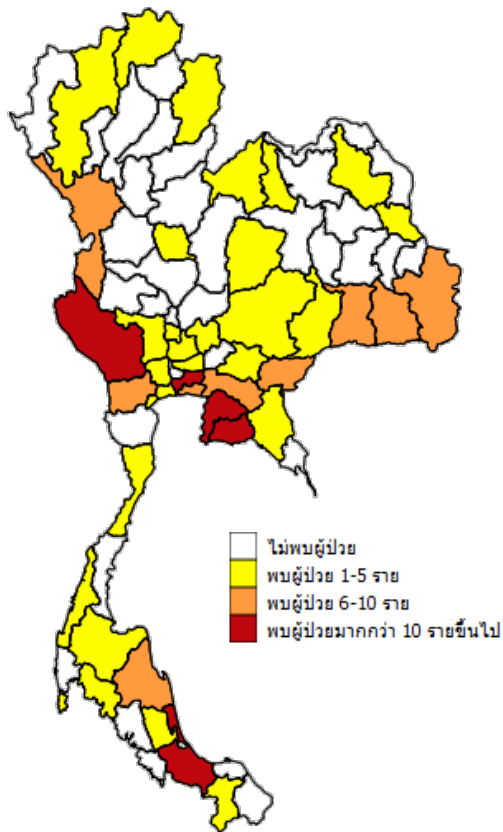 ไม่พบผู้ป่วย
พบผู้ป่วย 1-5 ราย
พบผู้ป่วย 6-10 ราย
พบผู้ป่วยมากกว่า 10 รายขึ้นไป